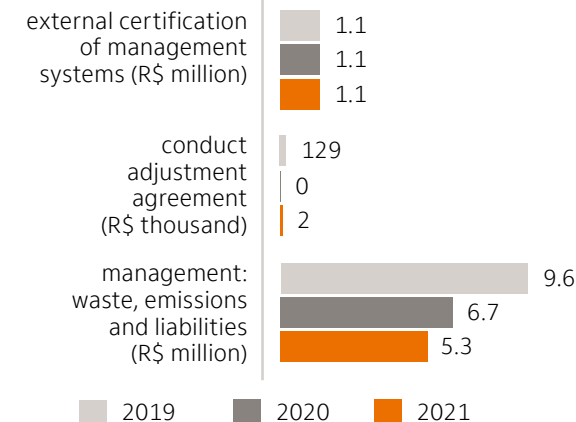 external certification
of management
systems (R$ million)
1.1
1.1
1.1
conduct
adjustment
agreement
(R$ thousand)
129
0
2
management:
waste, emissions
and liabilities
(R$ million)
9.6
6.7
5.3
2019 2020 2021